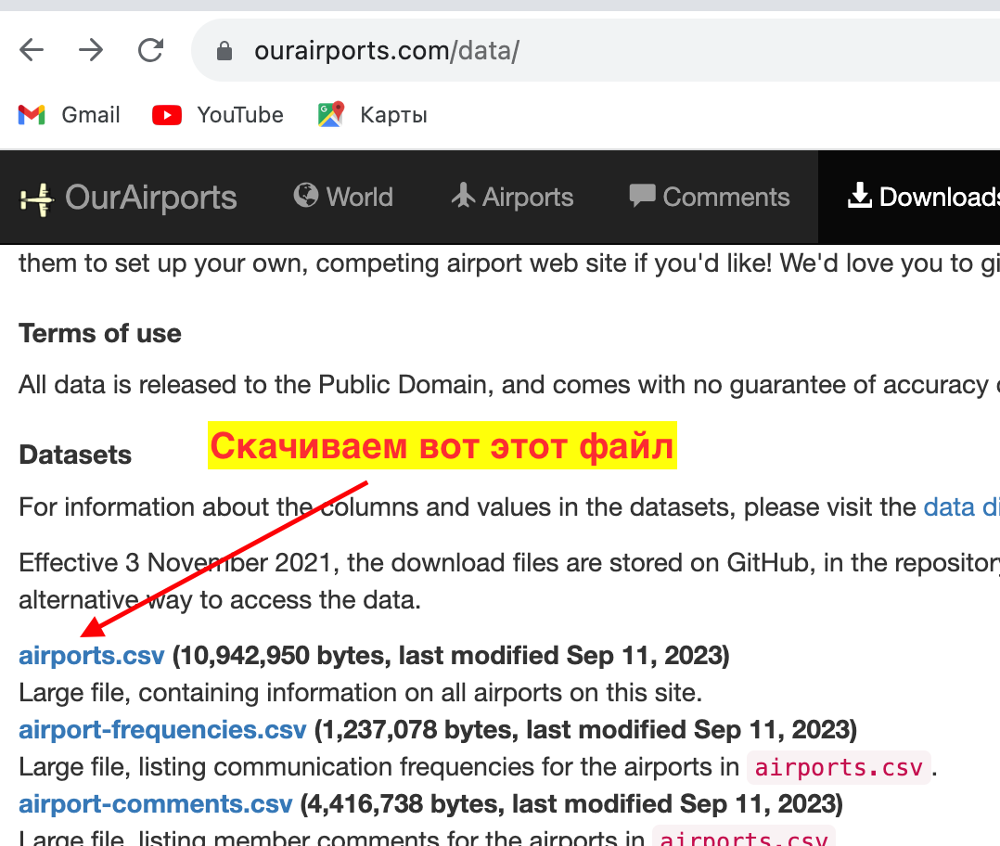 ourairports.com/data/
Gmail YouTube Карты
OurAirports World Airports Comments Downloads
them to set up your own, competing airport web site if you'd like! We'd love you to gi
Terms of use
All data is released to the Public Domain, and comes with no guarantee of accuracy
Скачиваем вот этот файл
Datasets
For information about the columns and values in the datasets, please visit the data di
Effective 3 November 2021, the download files are stored on GitHub, in the repository
alternative way to access the data.
airports.csv (10,942,950 bytes, last modified Sep 11, 2023)
Large file, containing information on all airports on this site.
airport-frequencies.csv (1,237,078 bytes, last modified Sep 11, 2023)
Large file, listing communication frequencies for the airports in airports.csv.
airport-comments.csv (4,416,738 bytes, last modified Sep 11, 2023)
Large file, listing member comments for the airports in airports.csv